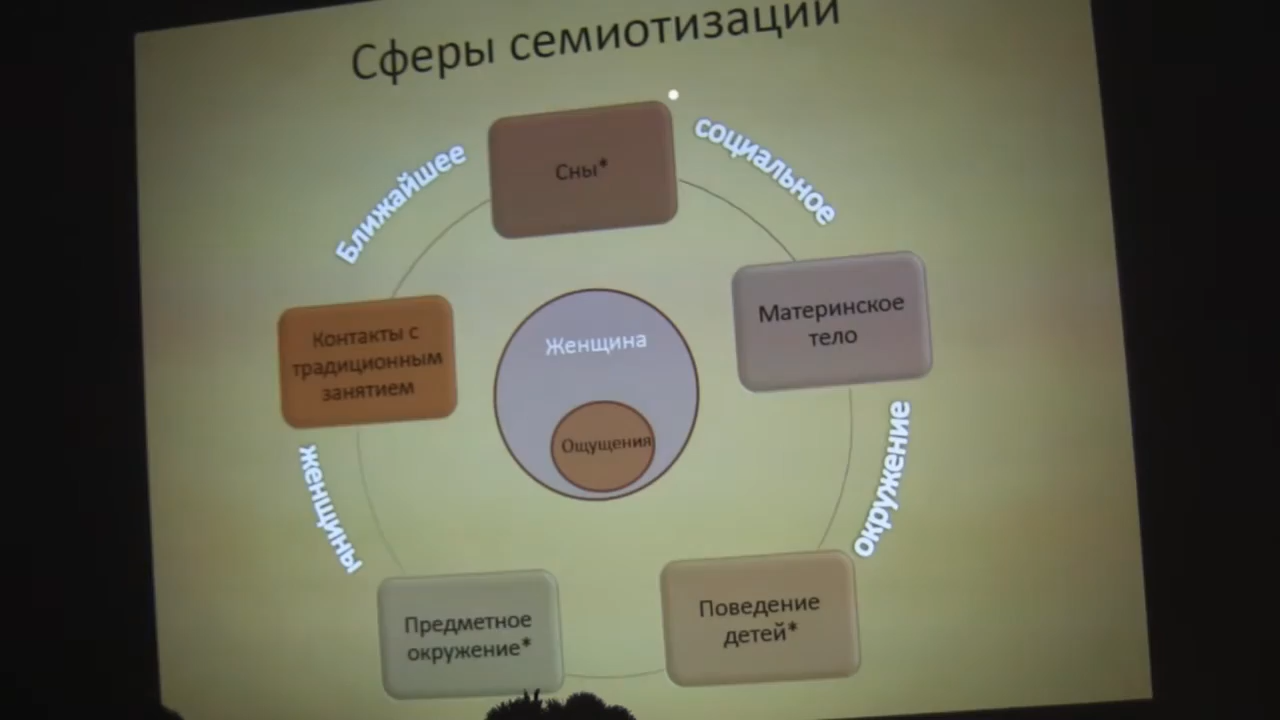 Сферы семиотизации
Ближайшее
социальное
окружение
женщины
Сны*
Материнское
тело
Поведение
детей*
Предметное
окружение*
Контакты с
традиционным
занятием
Женщина
Ощущения